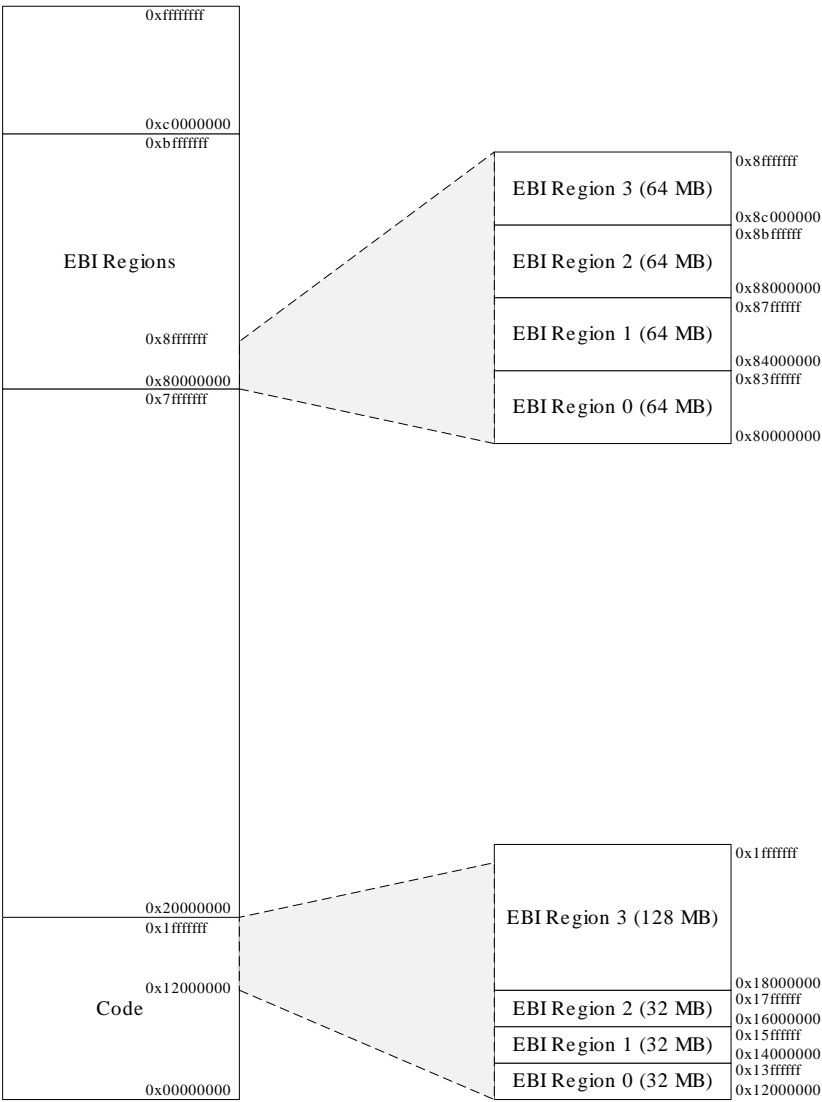 0xffffffff
0xc0000000
0xbfffffff
EBI Regions
0x8fffffff
0x80000000
0x7fffffff
0x20000000
0x1fffffff
0x12000000
Code
0x00000000
0x8fffffff
EBI Region 3 (64 MB)
0x8c000000
0x8bffffff
EBI Region 2 (64 MB)
0x88000000
0x87ffffff
EBI Region 1 (64 MB)
0x84000000
0x83ffffff
EBI Region 0 (64 MB)
0x80000000
0x1fffffff
EBI Region 3 (128 MB)
0x18000000
0x17ffffff
EBI Region 2 (32 MB)
0x16000000
0x15ffffff
EBI Region 1 (32 MB)
0x14000000
0x13ffffff
EBI Region 0 (32 MB)
0x12000000